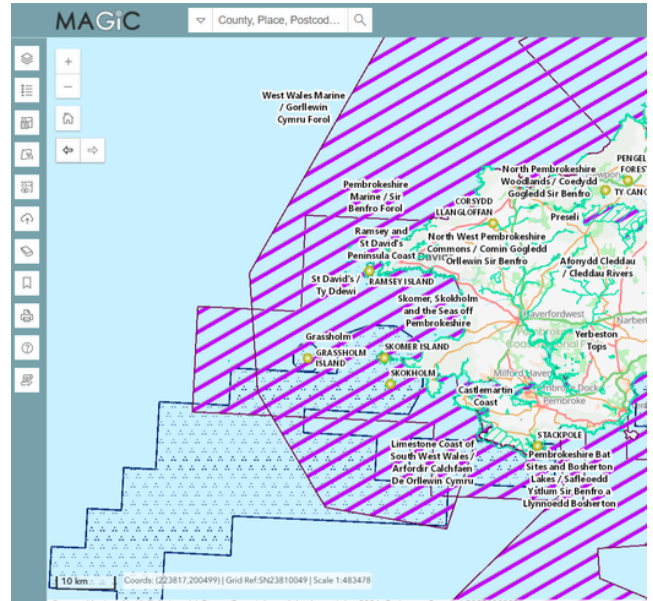 MAGiC
County, Place, Postcod...
West Wales Marine
/ Gorllewin
Cymru Forol
Pembrokeshire
Marine / Sir
Benfro Forol
North Pembrokeshire
Woodlands / Coedydd
Gogledd Sir Benfro
PENGEL
FOREST
TY CANOL
CORSYDD
LLANGLOFFAN
Preseli
Ramsey and
St David's
Peninsula Coast
North West Pembrokeshire
Commons / Comin Gogledd
Orllewin Sir Benfro
Afonydd Cleddau
/ Cleddau Rivers
St David's /
Ty Ddewi
RAMSEY ISLAND
Skomer, Skokholm
and the Seas off
Pembrokeshire
Haverfordwest
Narbert
Yerbeston
Tops
Grassholm
GRASSHOLM
ISLAND
SKOMER ISLAND
SKOKHOLM
Milford Haven
Pembroke Dock
Pembroke
Castlemartin
Coast
STACKPOLE
Limestone Coast of
South West Wales /
Arfordir Calchfaen
De Orllewin Cymru
Pembrokeshire Bat
Sites and Bosherton
Lakes / Safleoedd
Ystlum Sir Benfro a
Llynnoedd Bosherton
10 km
Coords: (223817,200499) | Grid Ref:SN23810049 | Scale 1:483478